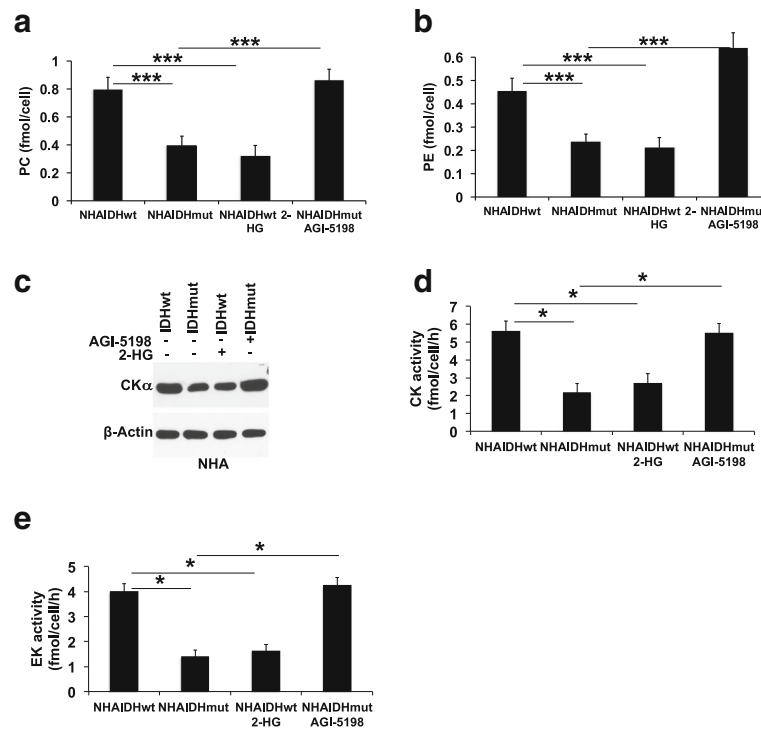 a
PC (fmol/cell)
1
0.8
0.6
0.4
0.2
0
***
***
***
NHAIDHwt NHAIDHmut NHAIDHwt 2- NHAIDHmut
HG AGI-5198
b
PE (fmol/cell)
0.6
0.5
0.4
0.3
0.2
0.1
0
***
***
***
NHAIDHwt NHAIDHmut NHAIDHwt 2- NHAIDHmut
HG AGI-5198
c
IDHwt IDHmut IDHwt IDHmut
AGI-5198 - - - +
2-HG - - + -
CKα
β-Actin
NHA
d
CK activity
(fmol/cell/h)
7
6
5
4
3
2
1
0
*
*
*
NHAIDHwt NHAIDHmut NHAIDHwt NHAIDHmut
2-HG AGI-5198
e
EK activity
(fmol/cell/h)
5
4
3
2
1
0
*
*
*
NHAIDHwt NHAIDHmut NHAIDHwt NHAIDHmut
2-HG AGI-5198